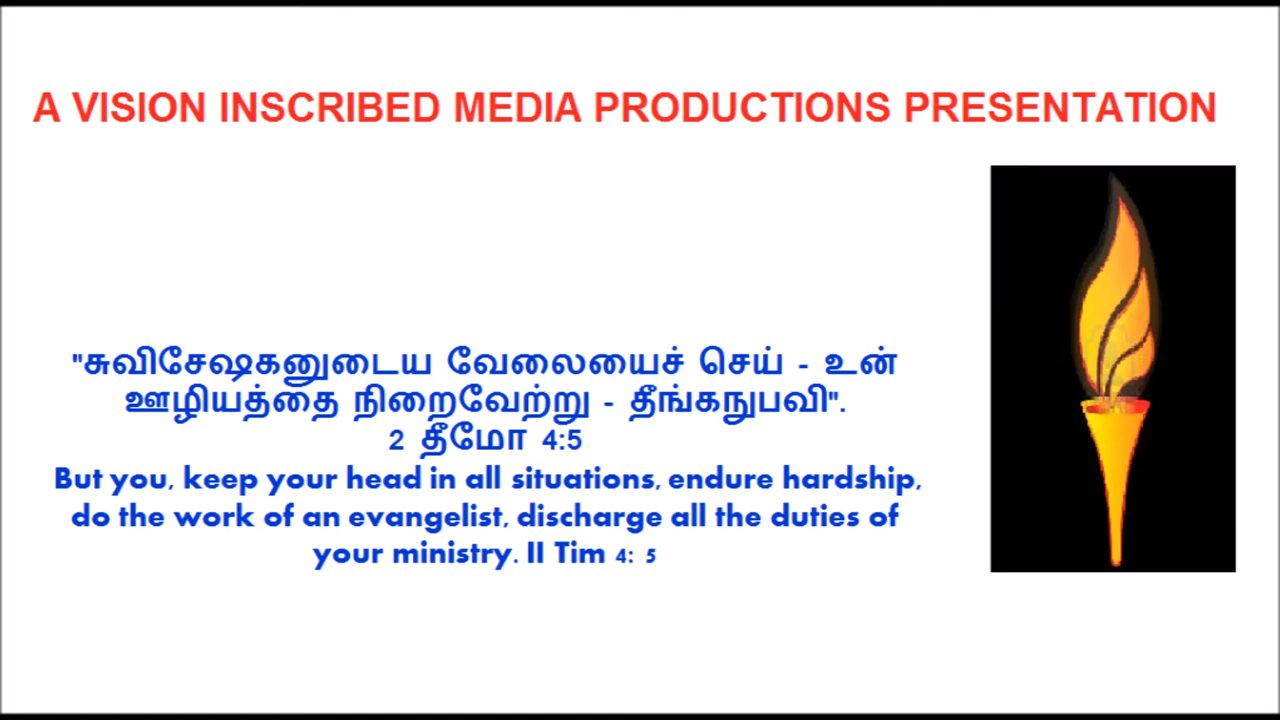 A VISION INSCRIBED MEDIA PRODUCTIONS PRESENTATION
"சுவிசேஷகனுடைய வேலையைச் செய் - உன்
ஊழியத்தை நிறைவேற்று - தீங்கநுபவி".
2 தீமோ 4:5
But you, keep your head in all situations, endure hardship,
do the work of an evangelist, discharge all the duties of
your ministry. II Tim 4: 5